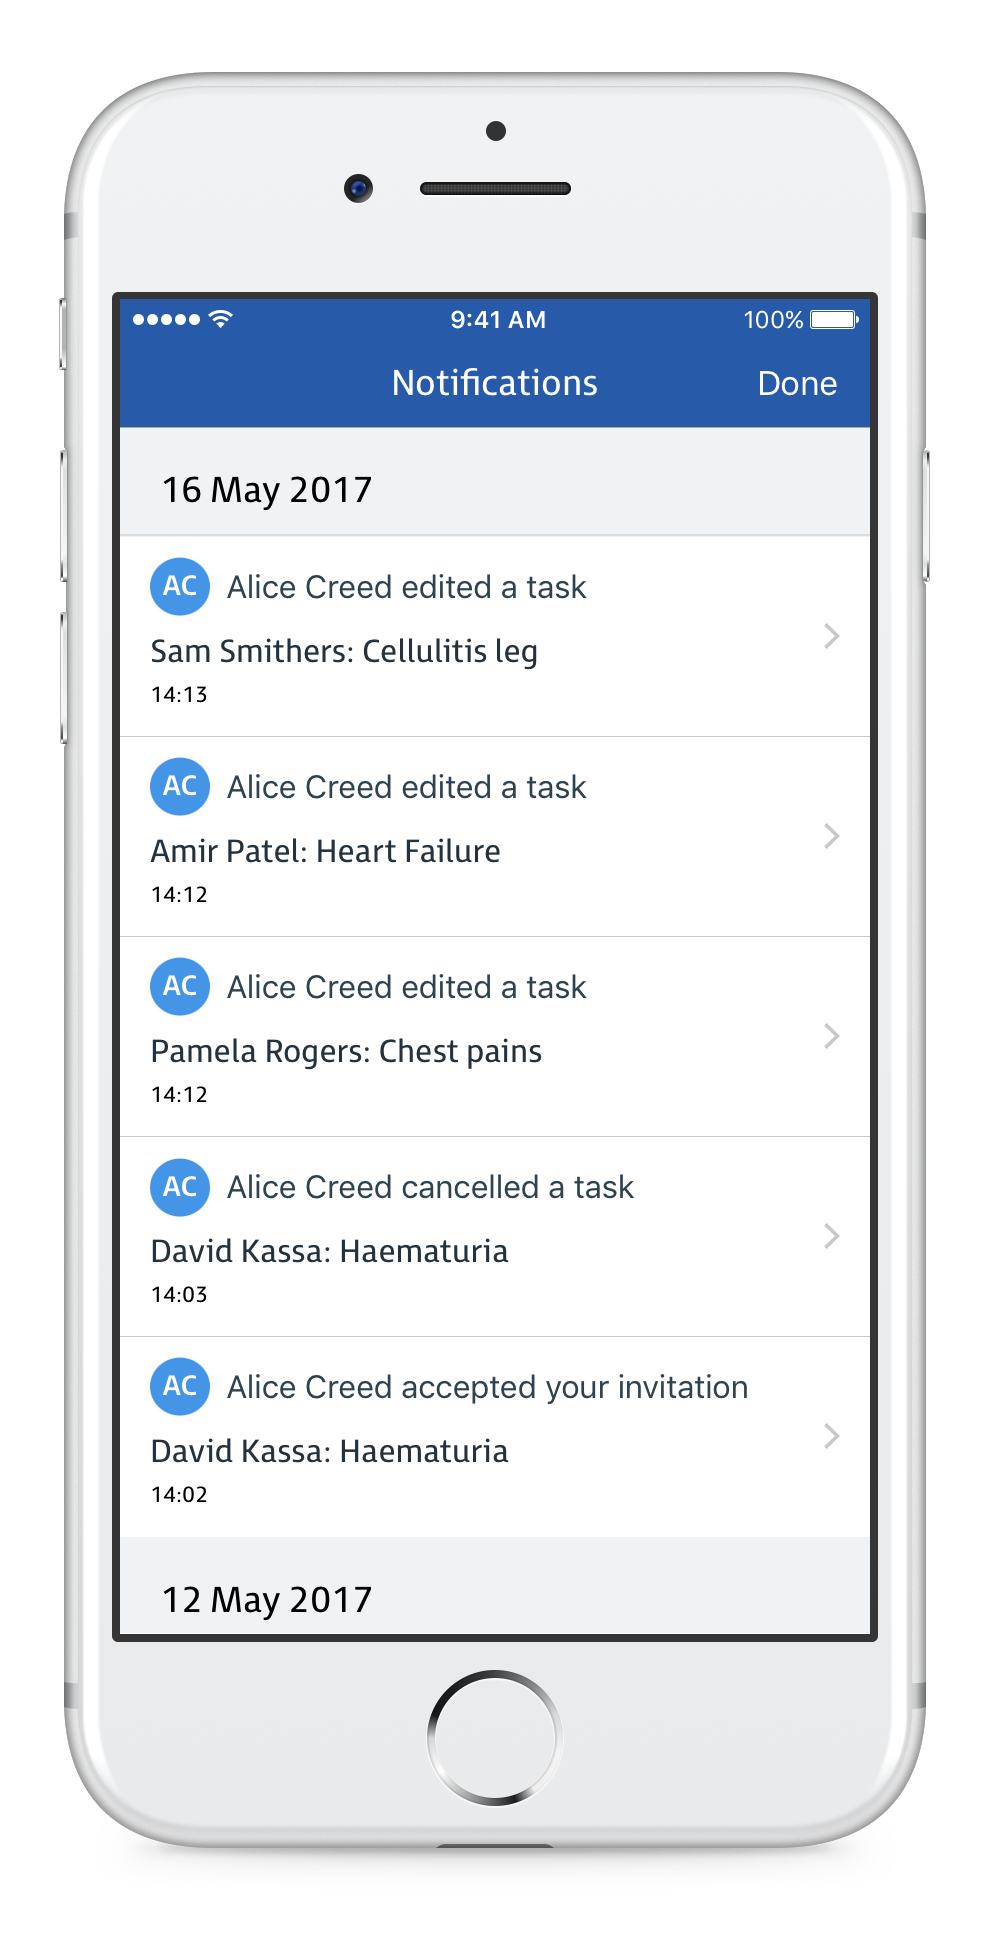 9:41 AM
100%
Notifications
Done
16 May 2017
AC Alice Creed edited a task
Sam Smithers: Cellulitis leg
14:13
AC Alice Creed edited a task
Amir Patel: Heart Failure
14:12
AC Alice Creed edited a task
Pamela Rogers: Chest pains
14:12
AC Alice Creed cancelled a task
David Kassa: Haematuria
14:03
AC Alice Creed accepted your invitation
David Kassa: Haematuria
14:02
12 May 2017